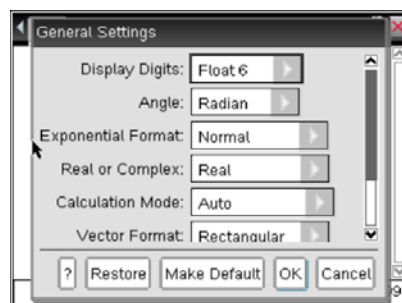 General Settings
Display Digits: Float 6
Angle: Radian
Exponential Format: Normal
Real or Complex: Real
Calculation Mode: Auto
Vector Format: Rectangular
? Restore Make Default OK Cancel